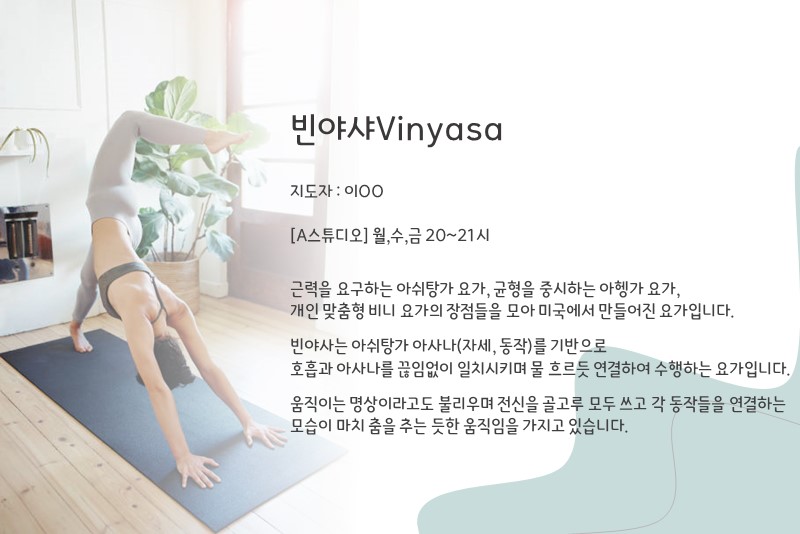 빈야샤Vinyasa
지도자 : 이OO
[A스튜디오] 월,수,금 20~21시
근력을 요구하는 아쉬탕가 요가, 균형을 중시하는 아헹가 요가,
개인 맞춤형 비니 요가의 장점들을 모아 미국에서 만들어진 요가입니다.
빈야사는 아쉬탕가 아사나(자세, 동작)를 기반으로
호흡과 아사나를 끊임없이 일치시키며 물 흐르듯 연결하여 수행하는 요가입니다.
움직이는 명상이라고도 불리우며 전신을 골고루 모두 쓰고 각 동작들을 연결하는
모습이 마치 춤을 추는 듯한 움직임을 가지고 있습니다.